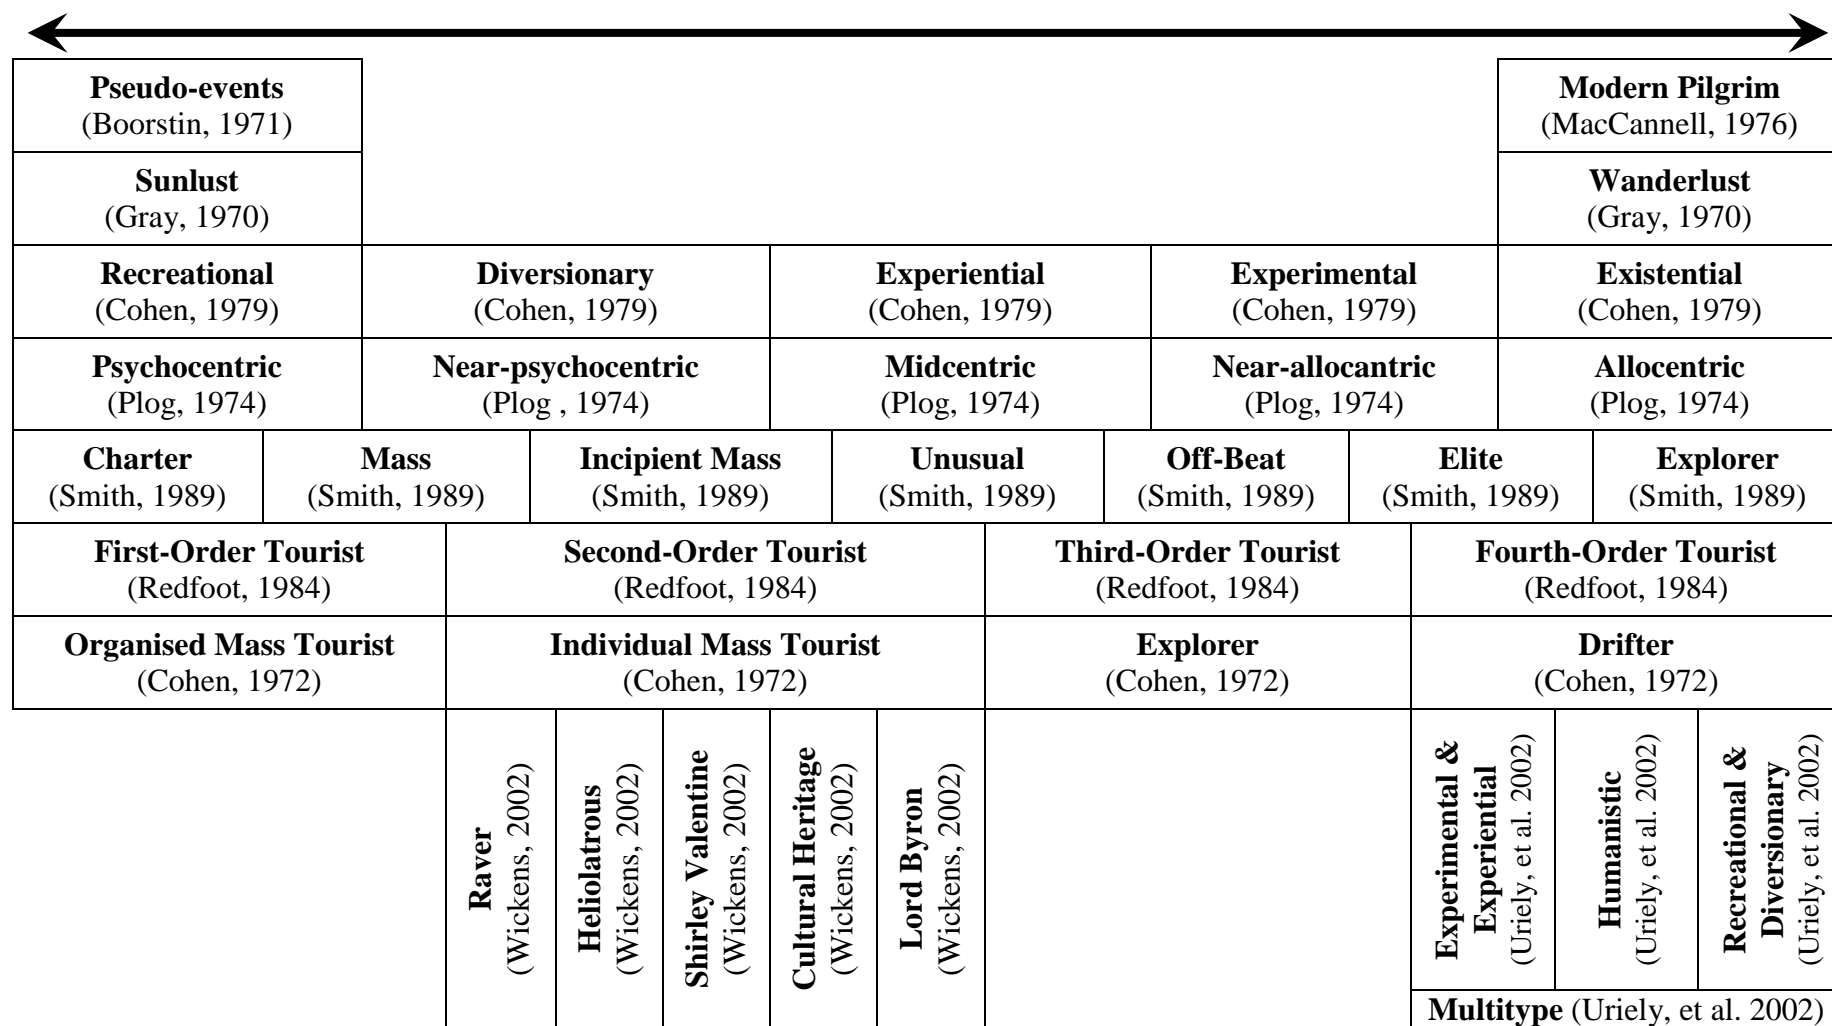 Pseudo-events
(Boorstin, 1971)
Modern Pilgrim
(MacCannell, 1976)
Sunlust
(Gray, 1970)
Wanderlust
(Gray, 1970)
Recreational
(Cohen, 1979)
Diversionary
(Cohen, 1979)
Experiential
(Cohen, 1979)
Experimental
(Cohen, 1979)
Existential
(Cohen, 1979)
Psychocentric
(Plog, 1974)
Near-psychocentric
(Plog , 1974)
Midcentric
(Plog, 1974)
Near-allocantric
(Plog, 1974)
Allocentric
(Plog, 1974)
Charter
(Smith, 1989)
Mass
(Smith, 1989)
Incipient Mass
(Smith, 1989)
Unusual
(Smith, 1989)
Off-Beat
(Smith, 1989)
Elite
(Smith, 1989)
Explorer
(Smith, 1989)
First-Order Tourist
(Redfoot, 1984)
Second-Order Tourist
(Redfoot, 1984)
Third-Order Tourist
(Redfoot, 1984)
Fourth-Order Tourist
(Redfoot, 1984)
Organised Mass Tourist
(Cohen, 1972)
Individual Mass Tourist
(Cohen, 1972)
Explorer
(Cohen, 1972)
Drifter
(Cohen, 1972)
Raver
(Wickens, 2002)
Heliolatrous
(Wickens, 2002)
Shirley Valentine
(Wickens, 2002)
Cultural Heritage
(Wickens, 2002)
Lord Byron
(Wickens, 2002)
Experimental &
Experiential
(Uriely, et al. 2002)
Humanistic
(Uriely, et al. 2002)
Recreational &
Diversionary
(Uriely, et al. 2002)
Multitype (Uriely, et al. 2002)